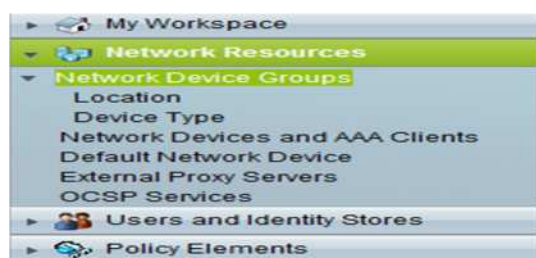 My Workspace
Network Resources
Network Device Groups
Location
Device Type
Network Devices and AAA Clients
Default Network Device
External Proxy Servers
OCSP Services
Users and Identity Stores
Policy Elements